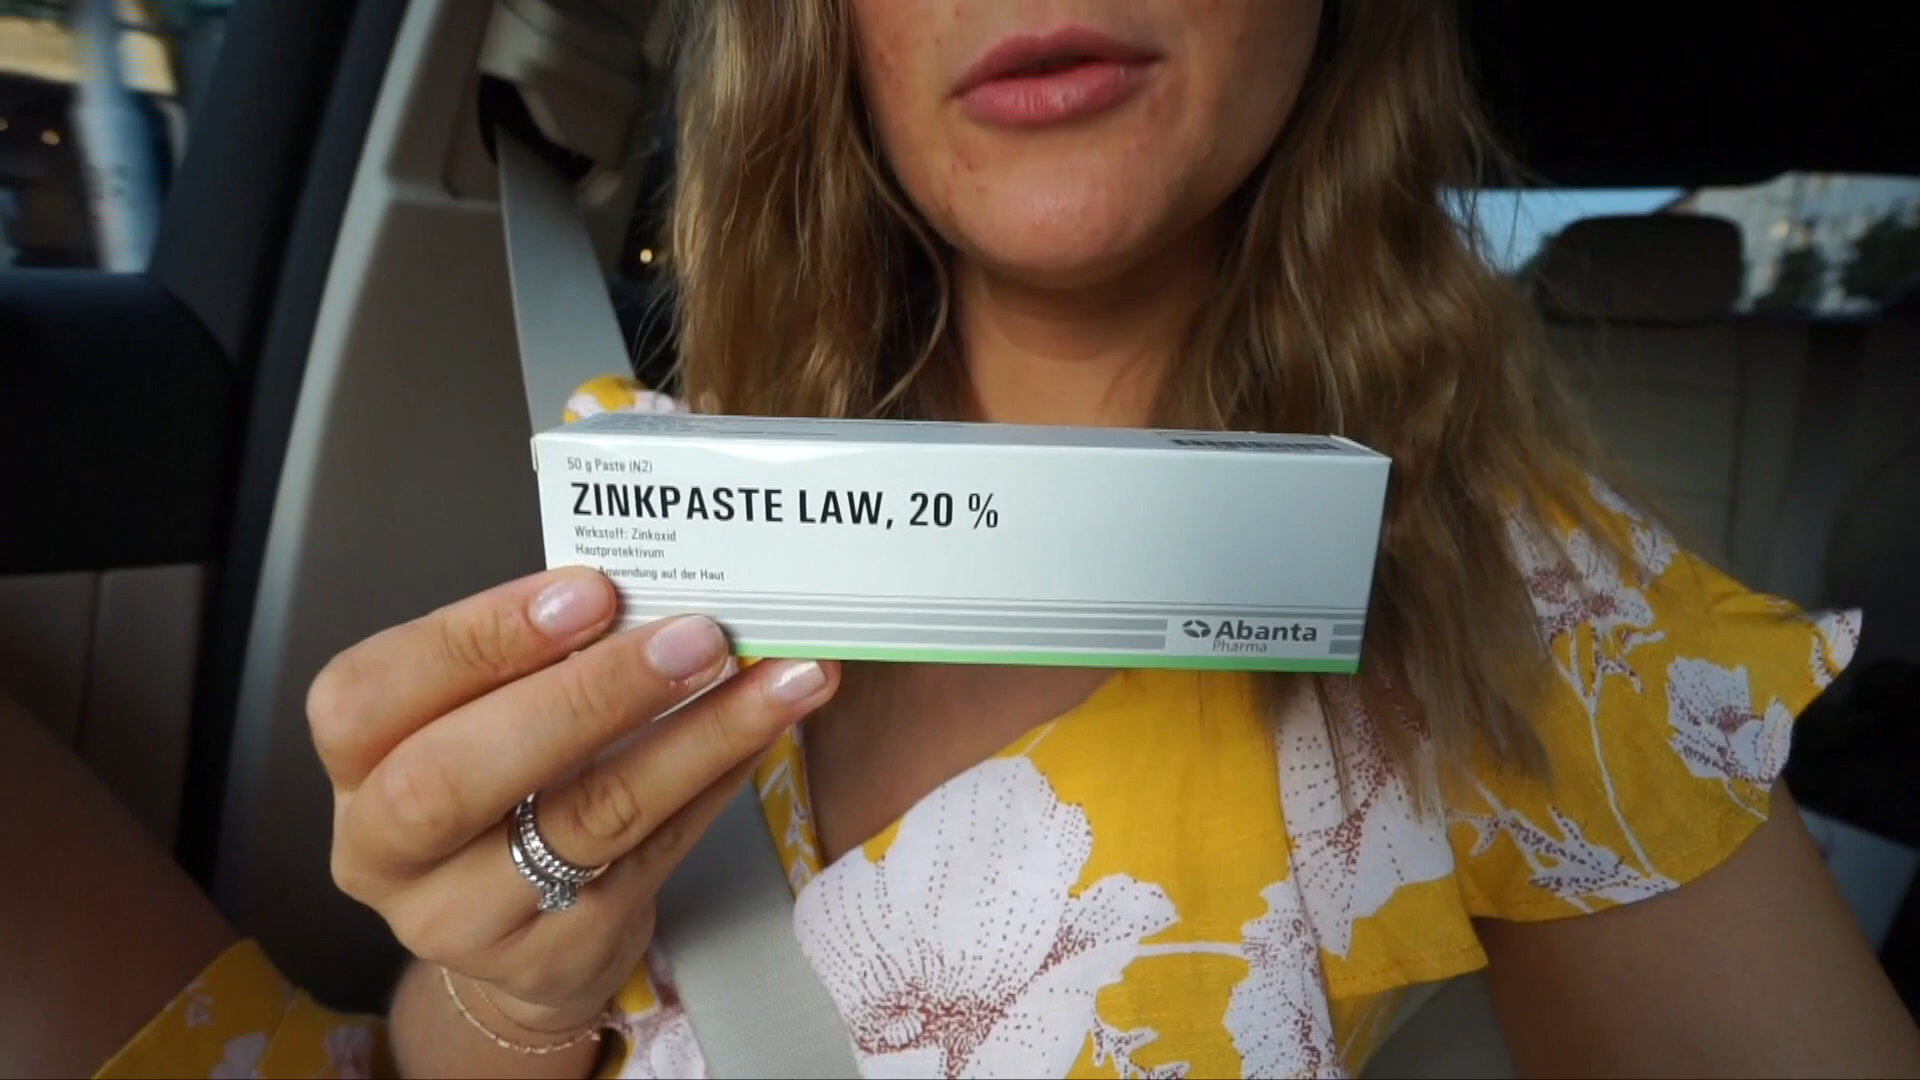 50 g Paste (N2)
ZINKPASTE LAW, 20 %
Wirkstoff: Zinkoxid
Hautprotektivum
Anwendung auf der Haut
Abanta
Pharma